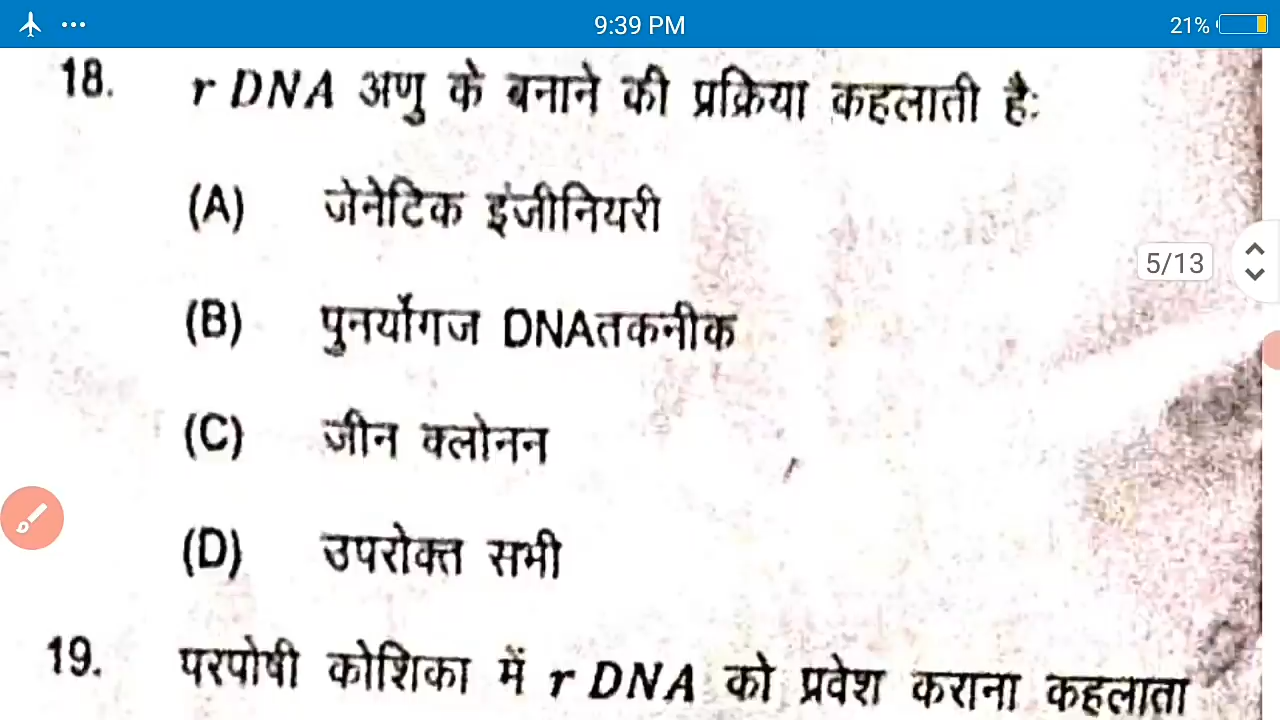 9:39 PM
21%
18. r DNA अणु के बनाने की प्रक्रिया कहलाती है:
(A) जेनेटिक इंजीनियरी
5/13
(B) पुनर्योगज DNAतकनीक
(C) जीन क्लोनन
(D) उपरोक्त सभी
19. परपोषी कोशिका में r DNA को प्रवेश कराना कहलाता